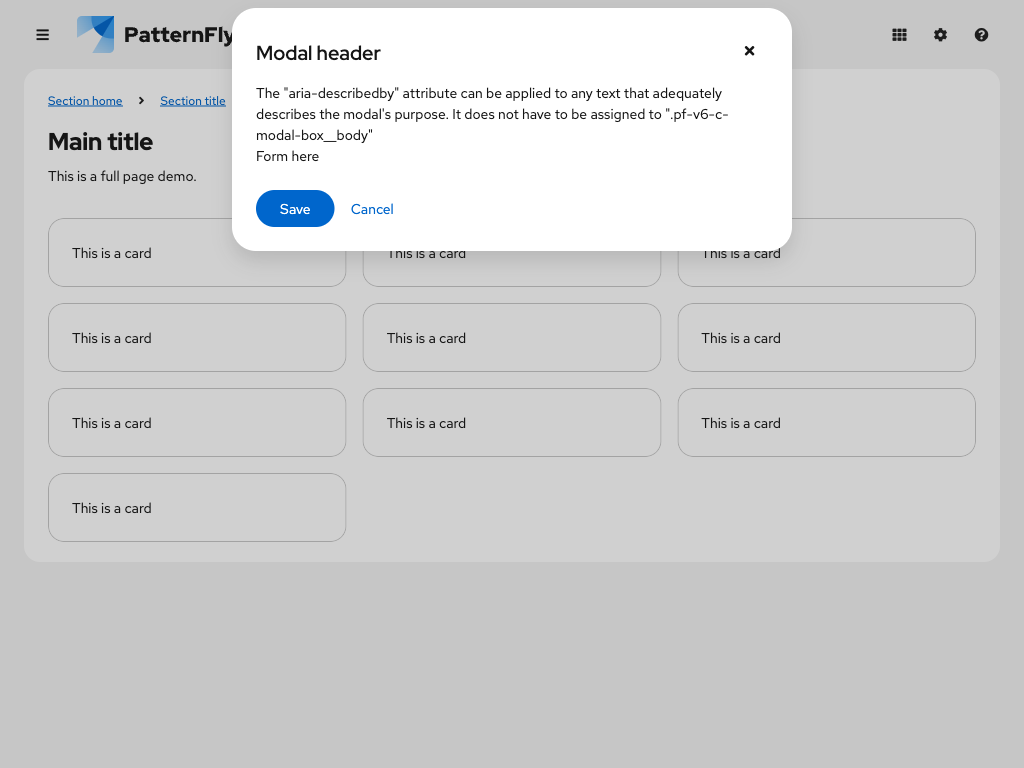 PatternFly
Modal header
The "aria-describedby" attribute can be applied to any text that adequately
describes the modal's purpose. It does not have to be assigned to ".pf-v6-c-
modal-box__body"
Form here
Save Cancel
Section home Section title
Main title
This is a full page demo.
This is a card This is a card This is a card
This is a card This is a card This is a card
This is a card This is a card This is a card
This is a card